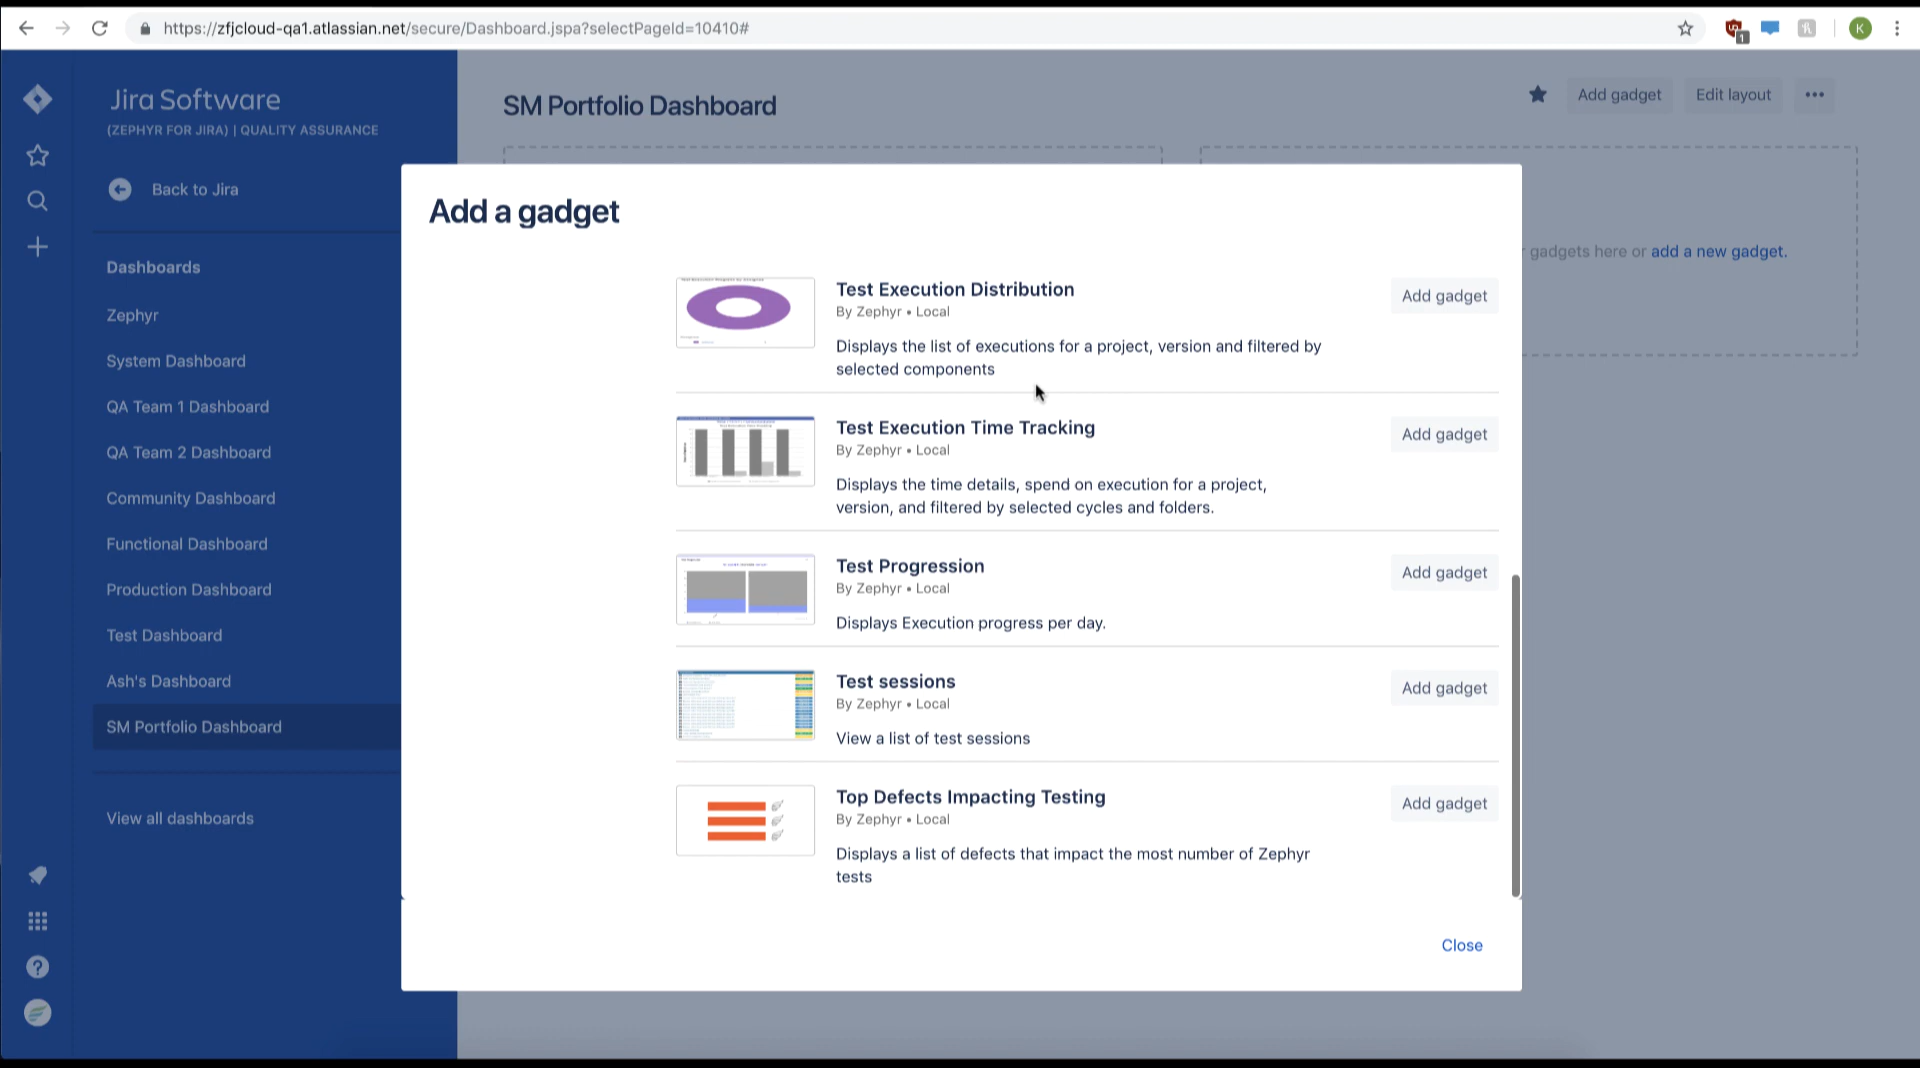 https://zfjcloud-qa1.atlassian.net/secure/Dashboard.jspa?selectPageId=10410#
1
K
Jira Software
(ZEPHYR FOR JIRA) | QUALITY ASSURANCE
Back to Jira
Dashboards
Zephyr
System Dashboard
QA Team 1 Dashboard
QA Team 2 Dashboard
Community Dashboard
Functional Dashboard
Production Dashboard
Test Dashboard
Ash's Dashboard
SM Portfolio Dashboard
View all dashboards
SM Portfolio Dashboard
Add gadget
Edit layout
gadgets here or add a new gadget.
Add a gadget
Test Execution Distribution
By Zephyr • Local
Displays the list of executions for a project, version and filtered by
selected components
Add gadget
Test Execution Time Tracking
By Zephyr • Local
Displays the time details, spend on execution for a project,
version, and filtered by selected cycles and folders.
Add gadget
Test Progression
By Zephyr • Local
Displays Execution progress per day.
Add gadget
Test sessions
By Zephyr • Local
View a list of test sessions
Add gadget
Top Defects Impacting Testing
By Zephyr • Local
Displays a list of defects that impact the most number of Zephyr
tests
Add gadget
Close